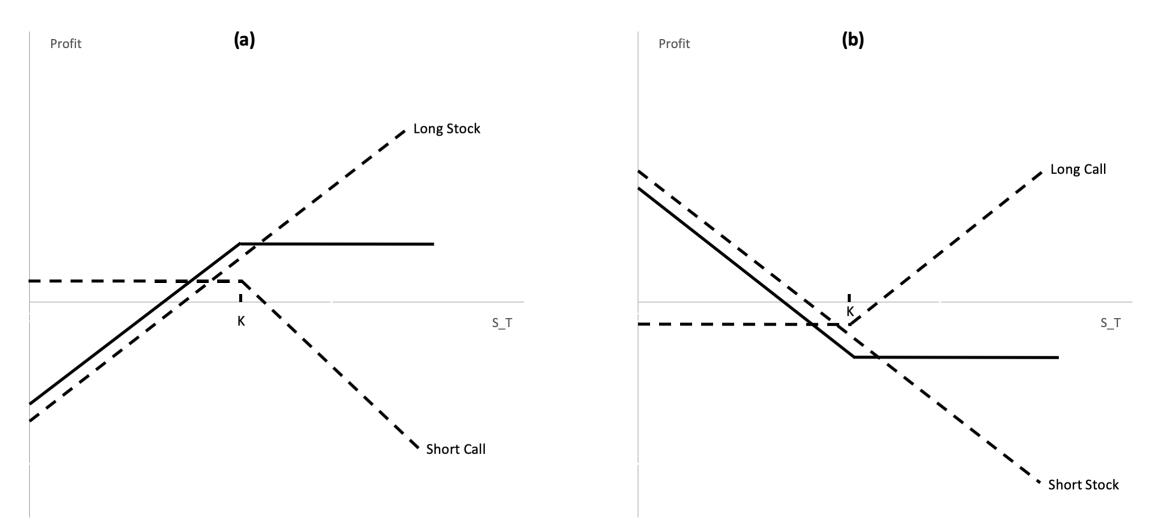 (a)
Profit
Long Stock
K
S_T
Short Call
(b)
Profit
Long Call
K
S_T
Short Stock